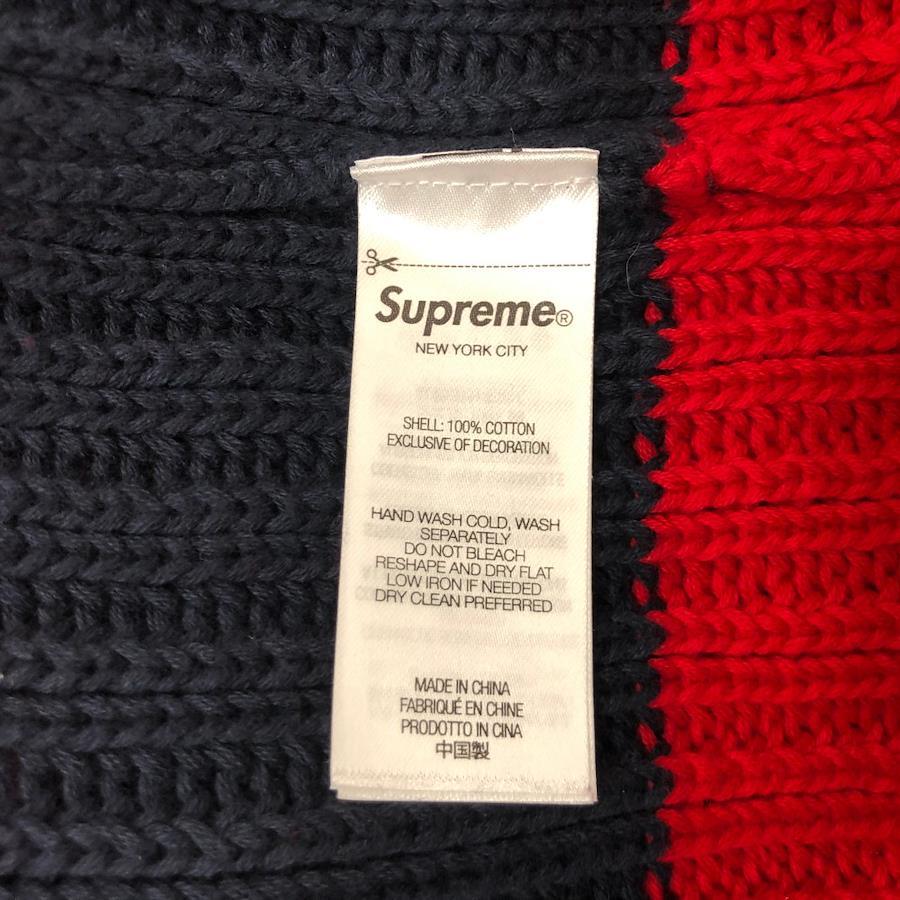 Supreme®
NEW YORK CITY
SHELL: 100% COTTON
EXCLUSIVE OF DECORATION
HAND WASH COLD, WASH
SEPARATELY
DO NOT BLEACH
RESHAPE AND DRY FLAT
LOW IRON IF NEEDED
DRY CLEAN PREFERRED
MADE IN CHINA
FABRIQUÉ EN CHINE
PRODOTTO IN CINA
中国製